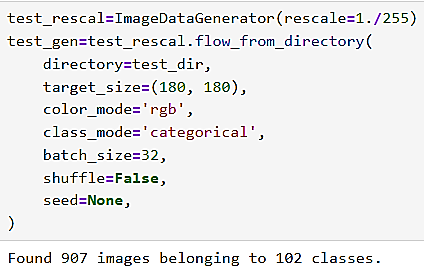 test_rescal=ImageDataGenerator(rescale=1./255)
test_gen=test_rescal.flow_from_directory(
    directory=test_dir,
    target_size=(180, 180),
    color_mode='rgb',
    class_mode='categorical',
    batch_size=32,
    shuffle=False,
    seed=None,
)
Found 907 images belonging to 102 classes.